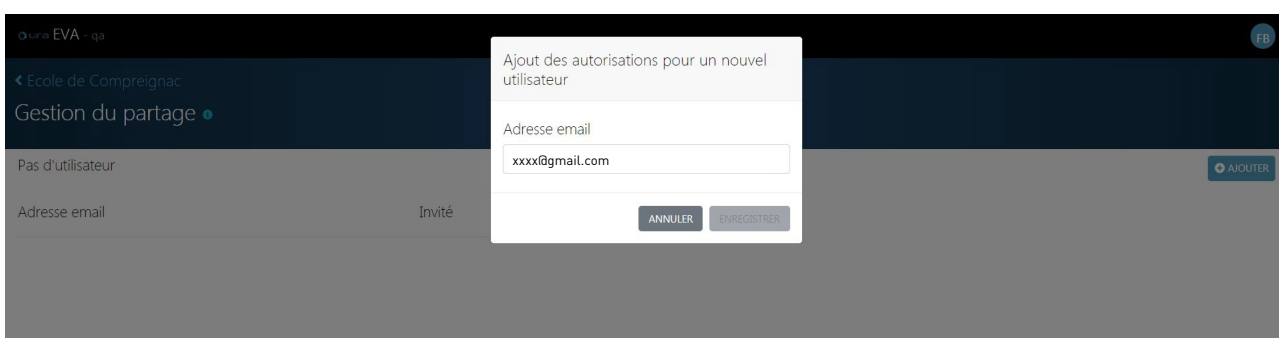 ura EVA - qa
FB
Ecole de Compreignac
Gestion du partage
Pas d'utilisateur
AJOUTER
Adresse email
Invité
Ajout des autorisations pour un nouvel
utilisateur
Adresse email
xxxx@gmail.com
ANNULER
ENREGISTRER